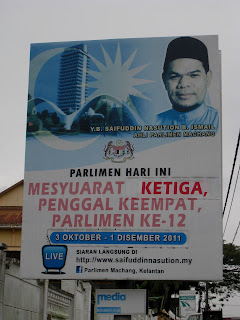 Y.B. SAIFUDDIN NASUTION B. ISMAIL
AHLI PARLIMEN MACHANG
PARLIMEN HARI INI
MESYUARAT KETIGA,
PENGGAL KEEMPAT,
PARLIMEN KE-12
3 OKTOBER - 1 DISEMBER 2011
SIARAN LANGSUNG DI
http://www.saifuddinnasution.my
LIVE
f Parlimen Machang, Kelantan
media